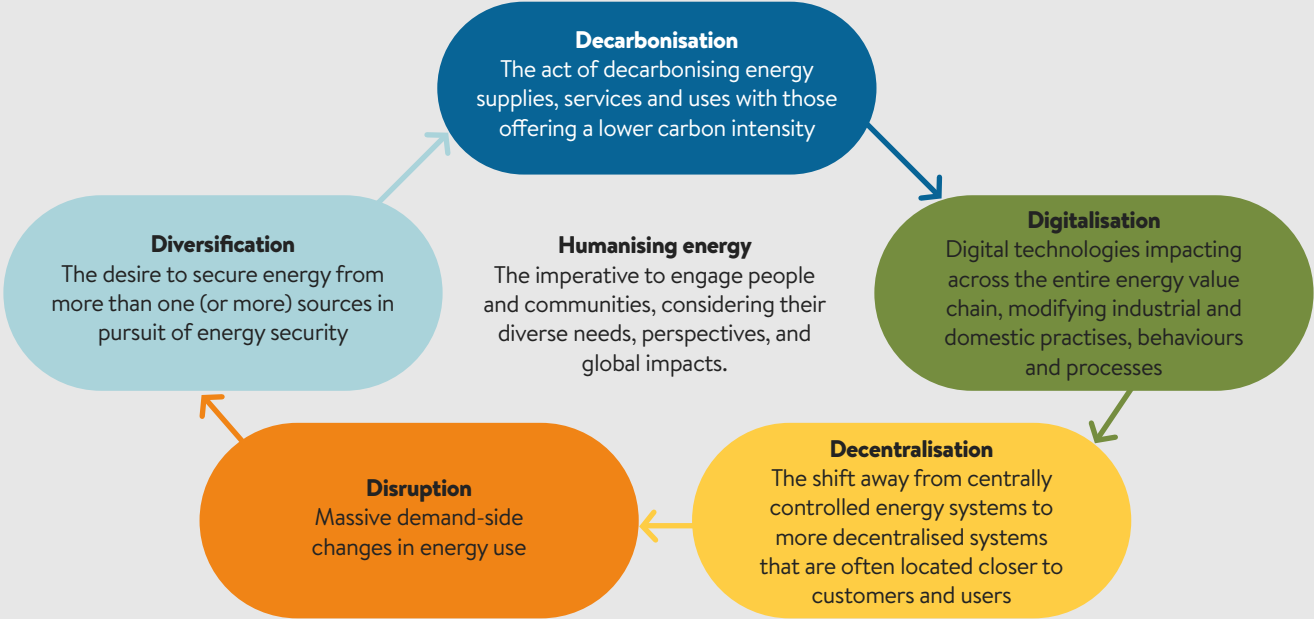 Decarbonisation
The act of decarbonising energy
supplies, services and uses with those
offering a lower carbon intensity
Digitalisation
Digital technologies impacting
across the entire energy value
chain, modifying industrial and
domestic practises, behaviours
and processes
Decentralisation
The shift away from centrally
controlled energy systems to
more decentralised systems
that are often located closer to
customers and users
Disruption
Massive demand-side
changes in energy use
Diversification
The desire to secure energy from
more than one (or more) sources in
pursuit of energy security
Humanising energy
The imperative to engage people
and communities, considering their
diverse needs, perspectives, and
global impacts.